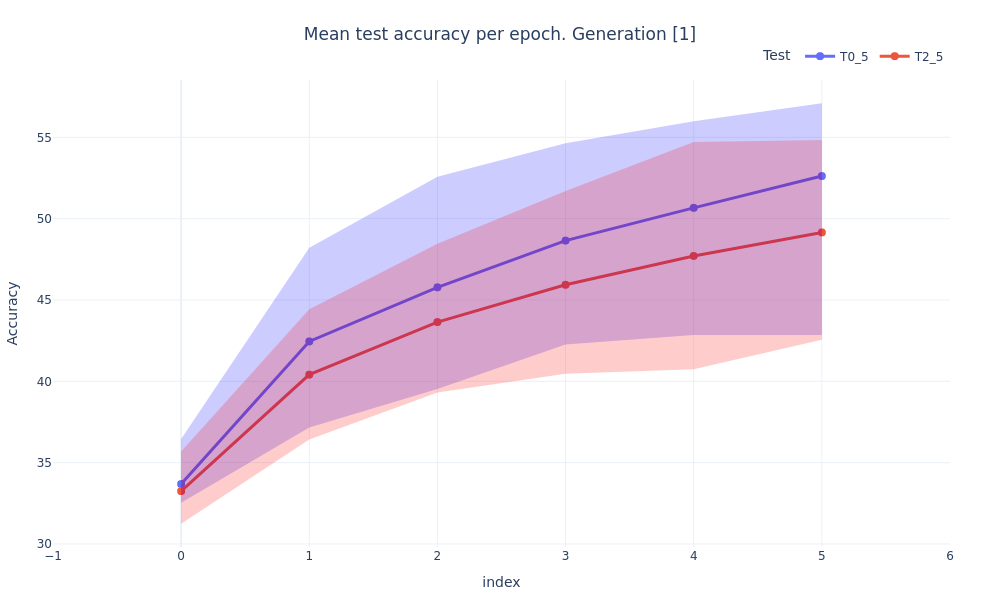 Mean test accuracy per epoch. Generation [1]
Test T0_5 T2_5
55
50
45
40
35
30
Accuracy
−1 0 1 2 3 4 5 6
index